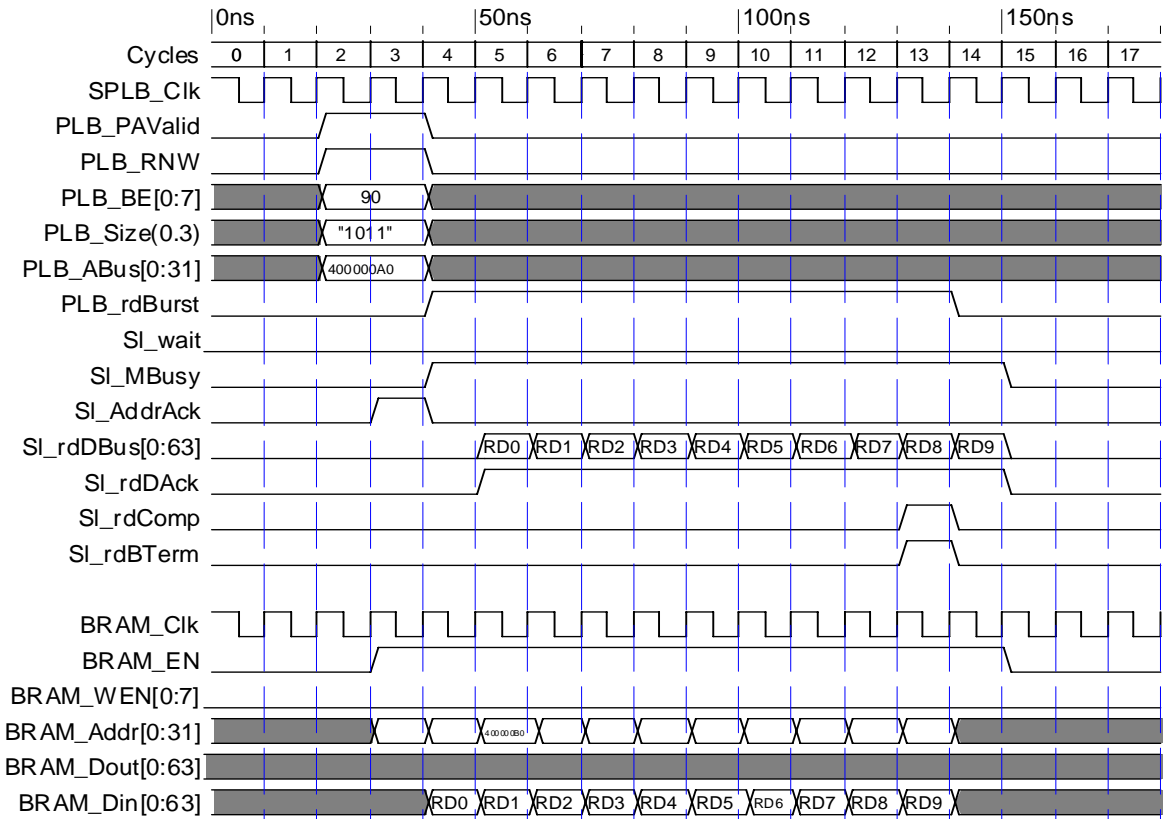 0ns 50ns 100ns 150ns
Cycles 0 1 2 3 4 5 6 7 8 9 10 11 12 13 14 15 16 17
SPLB_Clk
PLB_PAValid
PLB_RNW
PLB_BE[0:7] 90
PLB_Size(0.3) "1011"
PLB_ABus[0:31] 400000A0
PLB_rdBurst
Sl_wait
Sl_MBusy
Sl_AddrAck
Sl_rdDBus[0:63] RD0 RD1 RD2 RD3 RD4 RD5 RD6 RD7 RD8 RD9
Sl_rdDAck
Sl_rdComp
Sl_rdBTerm
BRAM_Clk
BRAM_EN
BRAM_WEN[0:7]
BRAM_Addr[0:31] 400000B0
BRAM_Dout[0:63]
BRAM_Din[0:63] RD0 RD1 RD2 RD3 RD4 RD5 RD6 RD7 RD8 RD9